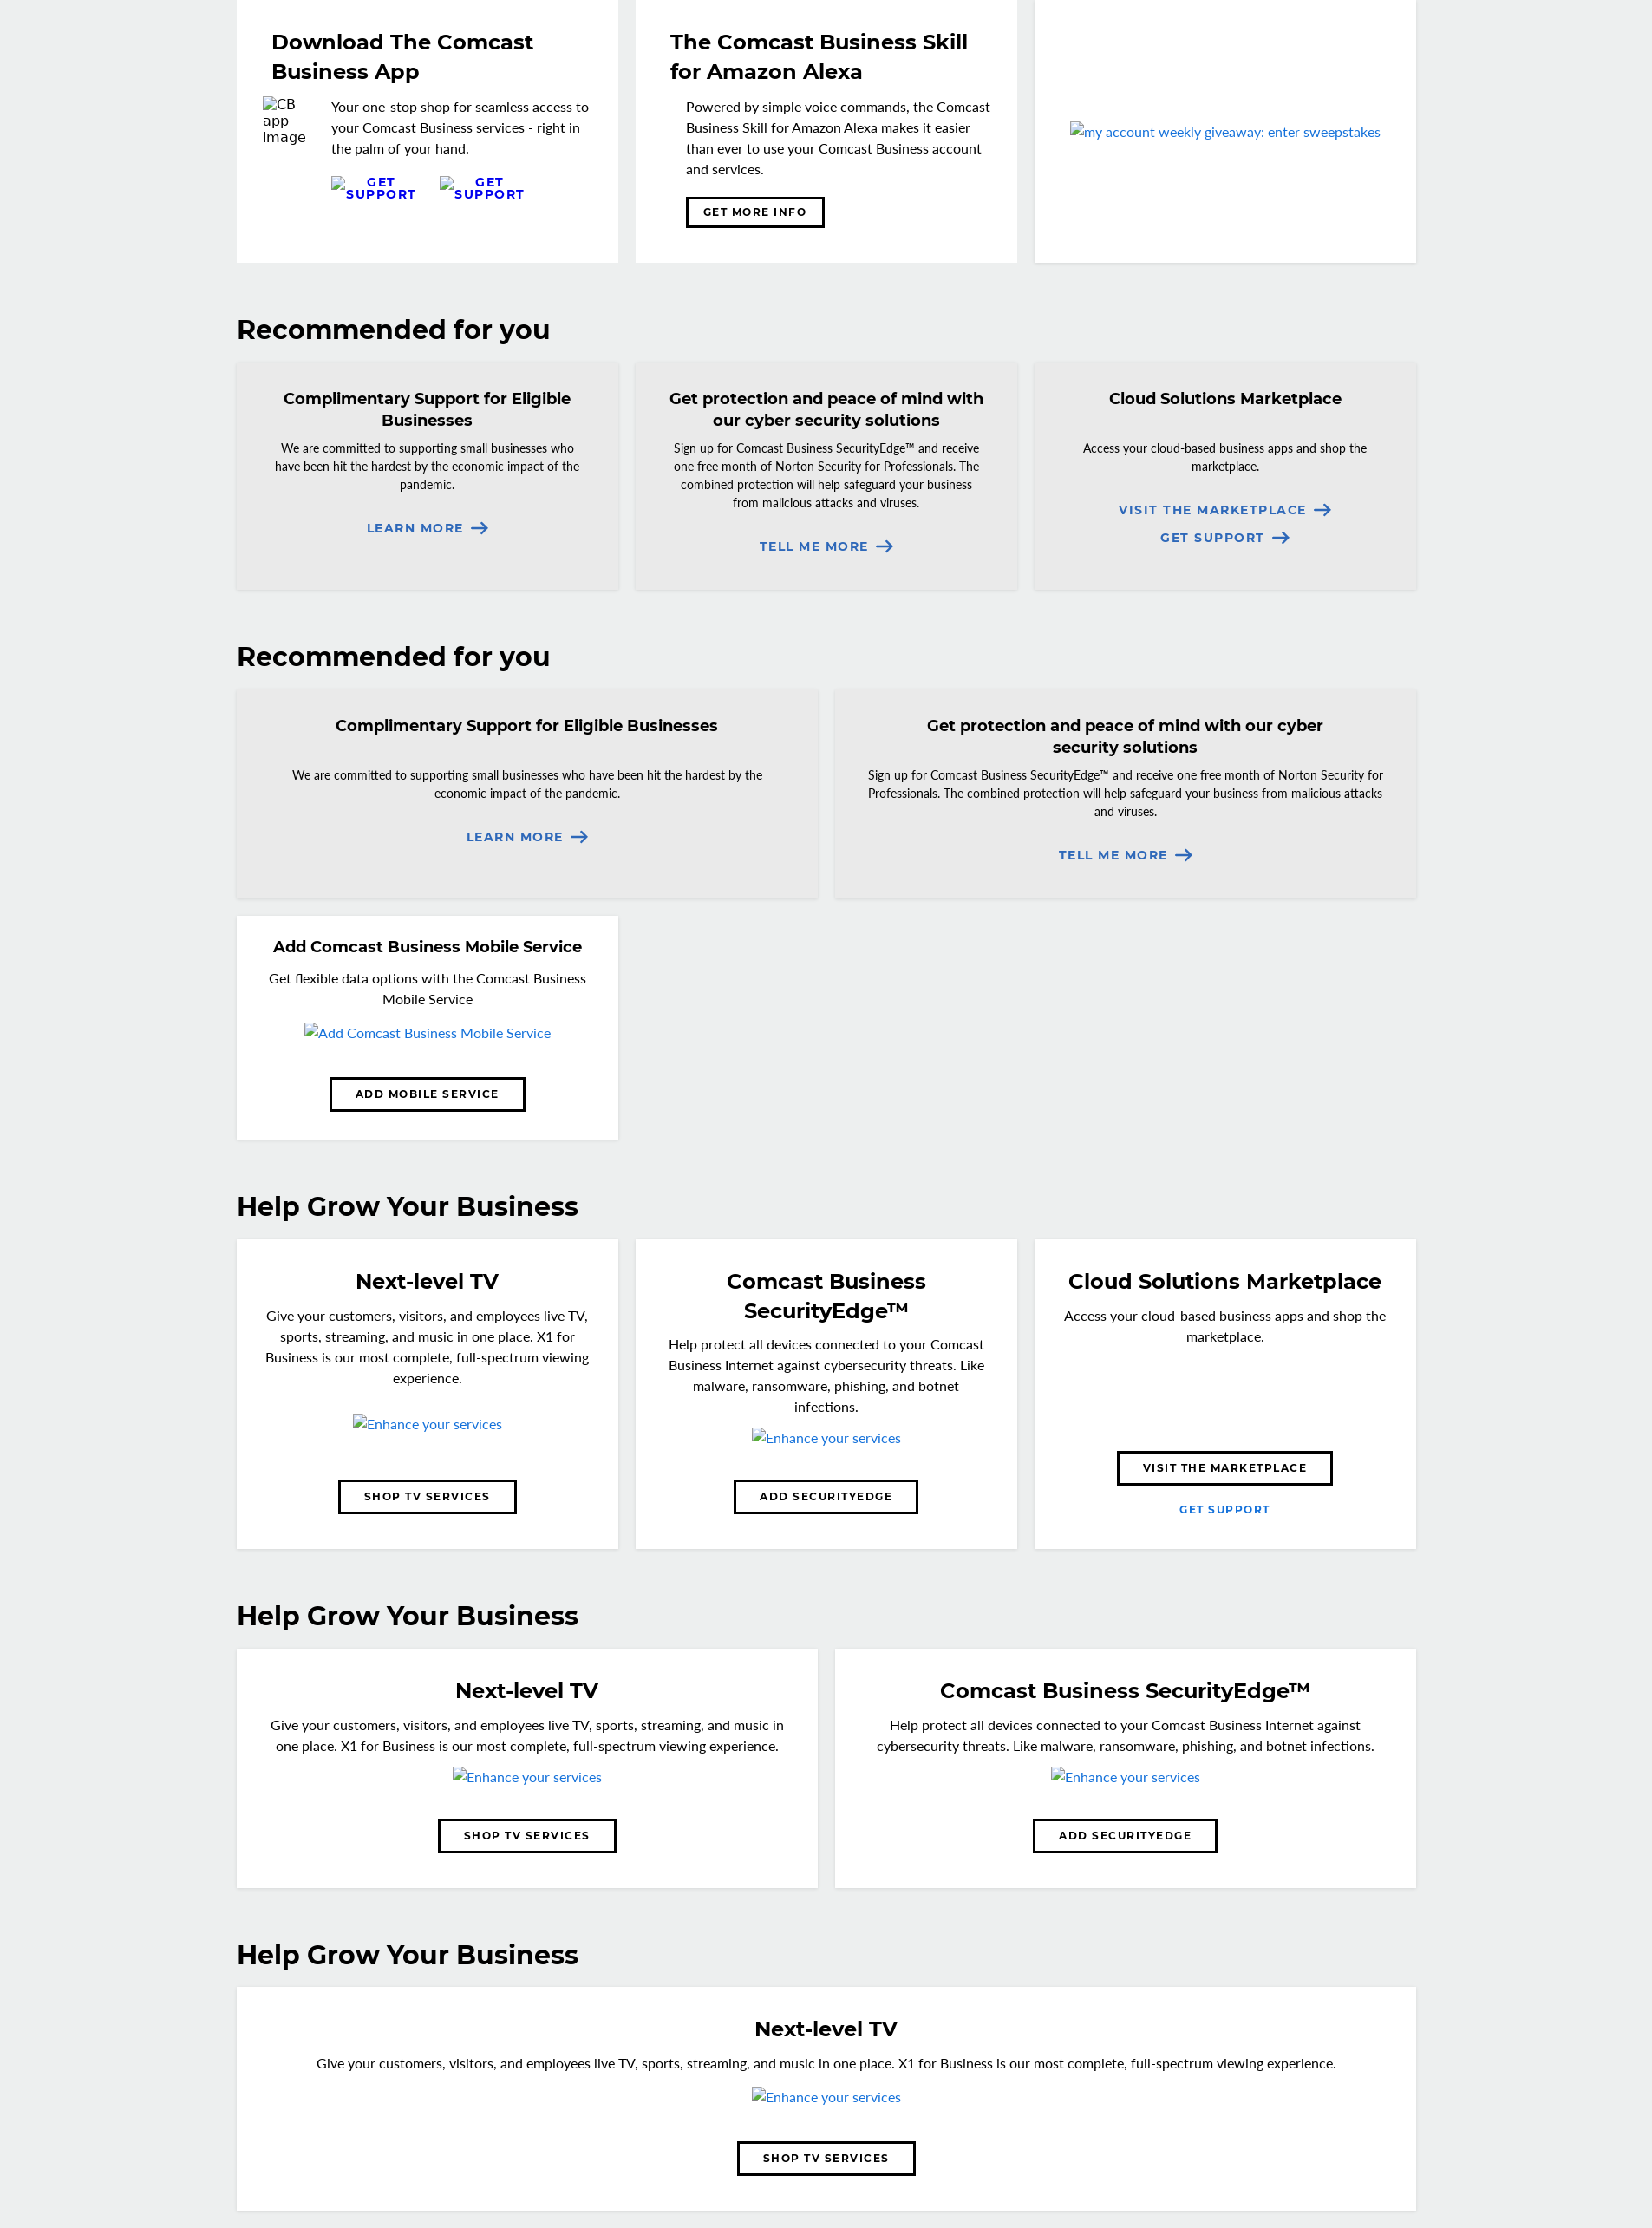 Download The Comcast
Business App
CB
app
image
Your one-stop shop for seamless access to
your Comcast Business services - right in
the palm of your hand.
GET
SUPPORT
GET
SUPPORT
The Comcast Business Skill
for Amazon Alexa
Powered by simple voice commands, the Comcast
Business Skill for Amazon Alexa makes it easier
than ever to use your Comcast Business account
and services.
GET MORE INFO
my account weekly giveaway: enter sweepstakes
Recommended for you
Complimentary Support for Eligible
Businesses
We are committed to supporting small businesses who
have been hit the hardest by the economic impact of the
pandemic.
LEARN MORE
Get protection and peace of mind with
our cyber security solutions
Sign up for Comcast Business SecurityEdge™ and receive
one free month of Norton Security for Professionals. The
combined protection will help safeguard your business
from malicious attacks and viruses.
TELL ME MORE
Cloud Solutions Marketplace
Access your cloud-based business apps and shop the
marketplace.
VISIT THE MARKETPLACE
GET SUPPORT
Recommended for you
Complimentary Support for Eligible Businesses
We are committed to supporting small businesses who have been hit the hardest by the
economic impact of the pandemic.
LEARN MORE
Get protection and peace of mind with our cyber
security solutions
Sign up for Comcast Business SecurityEdge™ and receive one free month of Norton Security for
Professionals. The combined protection will help safeguard your business from malicious attacks
and viruses.
TELL ME MORE
Add Comcast Business Mobile Service
Get flexible data options with the Comcast Business
Mobile Service
Add Comcast Business Mobile Service
ADD MOBILE SERVICE
Help Grow Your Business
Next-level TV
Give your customers, visitors, and employees live TV,
sports, streaming, and music in one place. X1 for
Business is our most complete, full-spectrum viewing
experience.
Enhance your services
SHOP TV SERVICES
Comcast Business
SecurityEdge™
Help protect all devices connected to your Comcast
Business Internet against cybersecurity threats. Like
malware, ransomware, phishing, and botnet
infections.
Enhance your services
ADD SECURITYEDGE
Cloud Solutions Marketplace
Access your cloud-based business apps and shop the
marketplace.
VISIT THE MARKETPLACE
GET SUPPORT
Help Grow Your Business
Next-level TV
Give your customers, visitors, and employees live TV, sports, streaming, and music in
one place. X1 for Business is our most complete, full-spectrum viewing experience.
Enhance your services
SHOP TV SERVICES
Comcast Business SecurityEdge™
Help protect all devices connected to your Comcast Business Internet against
cybersecurity threats. Like malware, ransomware, phishing, and botnet infections.
Enhance your services
ADD SECURITYEDGE
Help Grow Your Business
Next-level TV
Give your customers, visitors, and employees live TV, sports, streaming, and music in one place. X1 for Business is our most complete, full-spectrum viewing experience.
Enhance your services
SHOP TV SERVICES